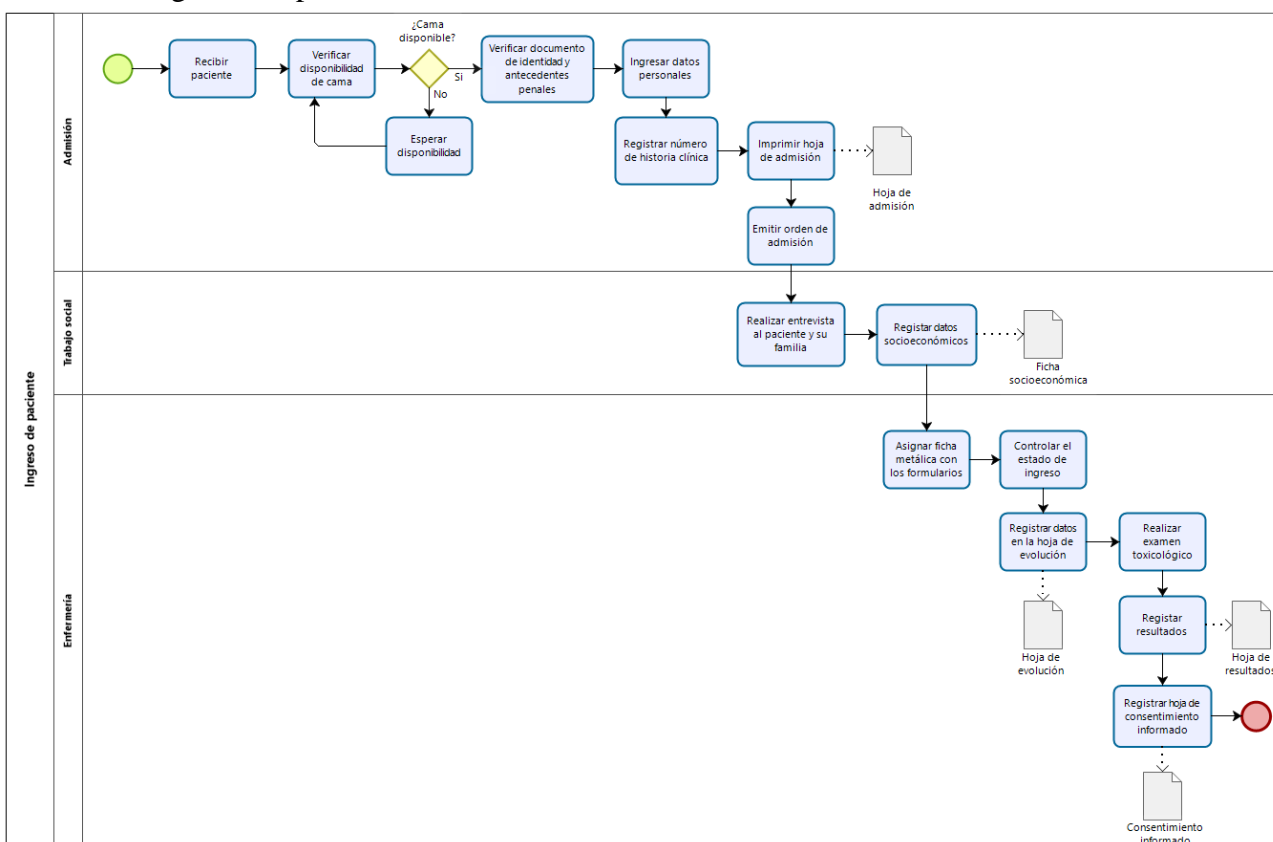 ¿Cama
disponible?
Recibir
paciente
Verificar
disponibilidad
de cama
Si
No
Verificar documento
de identidad y
antecedentes
penales
Ingresar datos
personales
Esperar
disponibilidad
Registrar número
de historia clínica
Imprimir hoja
de admisión
Hoja de
admisión
Emitir orden de
admisión
Admisión
Realizar entrevista
al paciente y su
familia
Registar datos
socioeconómicos
Ficha
socioeconómica
Trabajo social
Ingreso de paciente
Asignar ficha
metálica con
los formularios
Controlar el
estado de
ingreso
Registrar datos
en la hoja de
evolución
Realizar
examen
toxicológico
Hoja de
evolución
Registar
resultados
Hoja de
resultados
Registrar hoja de
consentimiento
informado
Consentimiento
informado
Enfermería